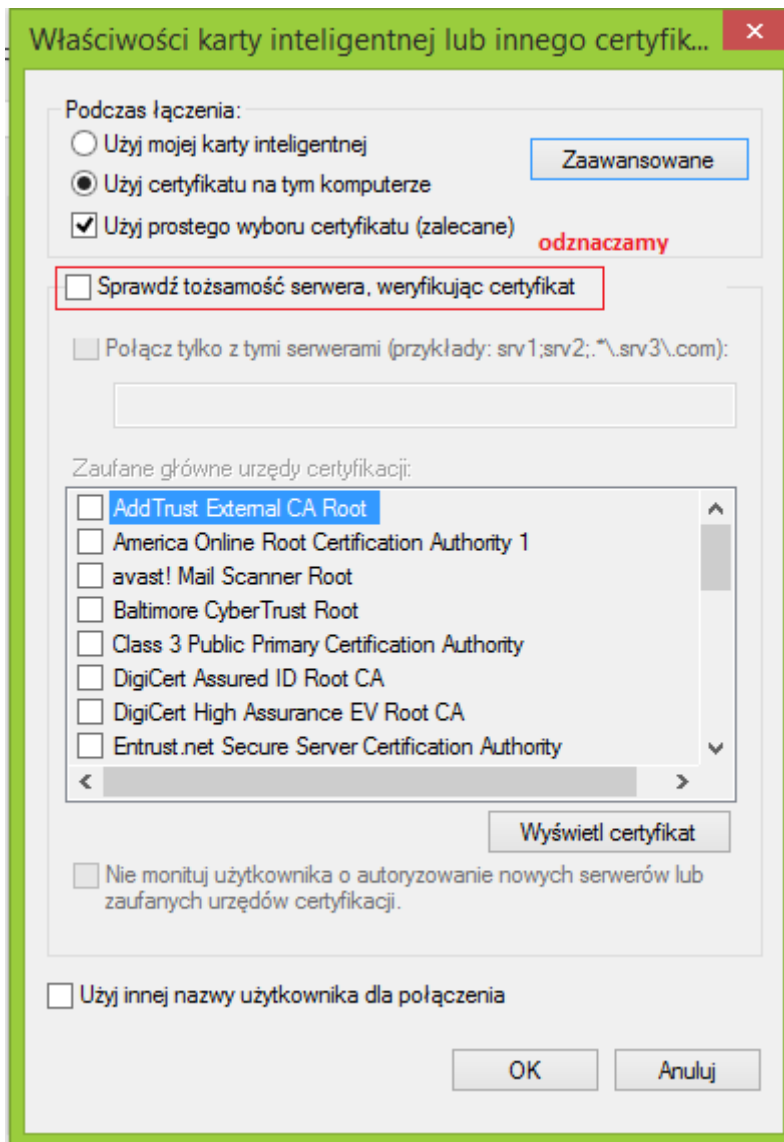 Właściwości karty inteligentnej lub innego certyfik...
Podczas łączenia:
Użyj mojej karty inteligentnej
Zaawansowane
Użyj certyfikatu na tym komputerze
Użyj prostego wyboru certyfikatu (zalecane)
odznaczamy
Sprawdź tożsamość serwera, weryfikując certyfikat
Połącz tylko z tymi serwerami (przykłady: srv1;srv2;.*\.srv3\.com):
Zaufane główne urzędy certyfikacji:
AddTrust External CA Root
America Online Root Certification Authority 1
avast! Mail Scanner Root
Baltimore CyberTrust Root
Class 3 Public Primary Certification Authority
DigiCert Assured ID Root CA
DigiCert High Assurance EV Root CA
Entrust.net Secure Server Certification Authority
Wyświetl certyfikat
Nie monituj użytkownika o autoryzowanie nowych serwerów lub
zaufanych urzędów certyfikacji.
Użyj innej nazwy użytkownika dla połączenia
OK
Anuluj